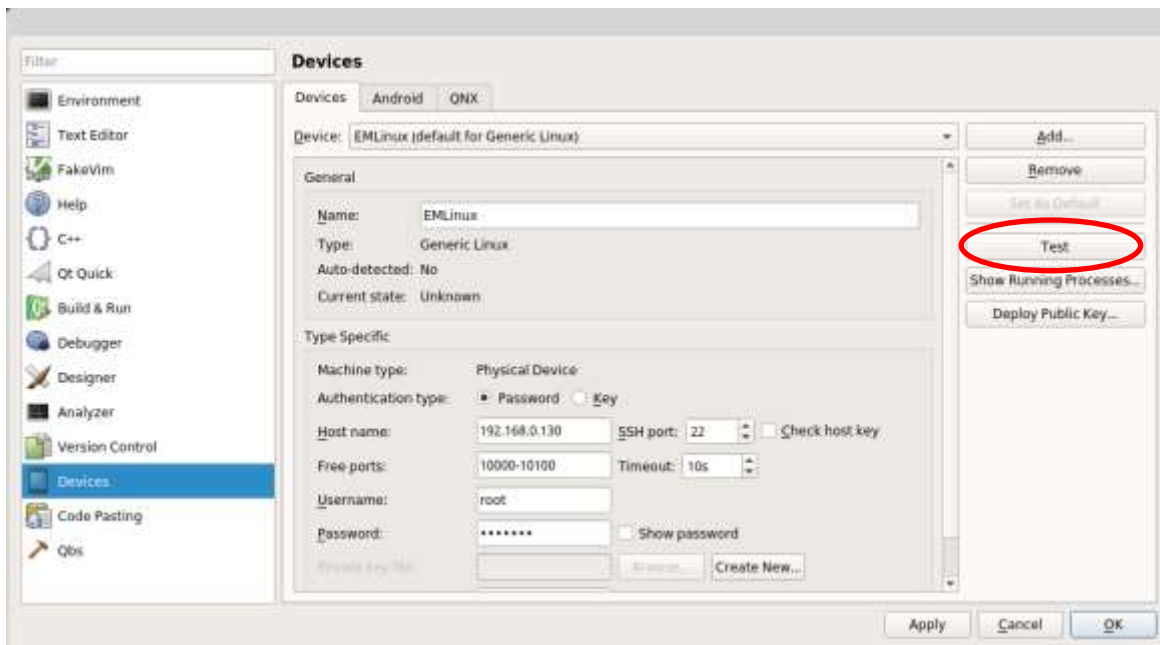 Filter
Devices
Environment
Text Editor
FakeVim
Help
C++
Qt Quick
Build & Run
Debugger
Designer
Analyzer
Version Control
Devices
Code Pasting
Qbs
Devices Android QNX
Device: EMLinux (default for Generic Linux)
General
Name: EMLinux
Type: Generic Linux
Auto-detected: No
Current state: Unknown
Type Specific
Machine type: Physical Device
Authentication type: Password Key
Host name: 192.168.0.130 SSH port: 22 Check host key
Free ports: 10000-10100 Timeout: 10s
Username: root
Password: ••••••• Show password
Private key file: Browse... Create New...
Add...
Remove
Set As Default
Test
Show Running Processes...
Deploy Public Key...
Apply Cancel OK